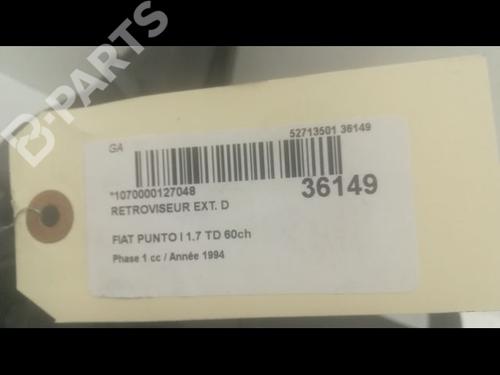 B-PARTS
GA
52713501 36149
*1070000127048
36149
RETROVISEUR EXT. D
FIAT PUNTO I 1.7 TD 60ch
Phase 1 cc / Année 1994